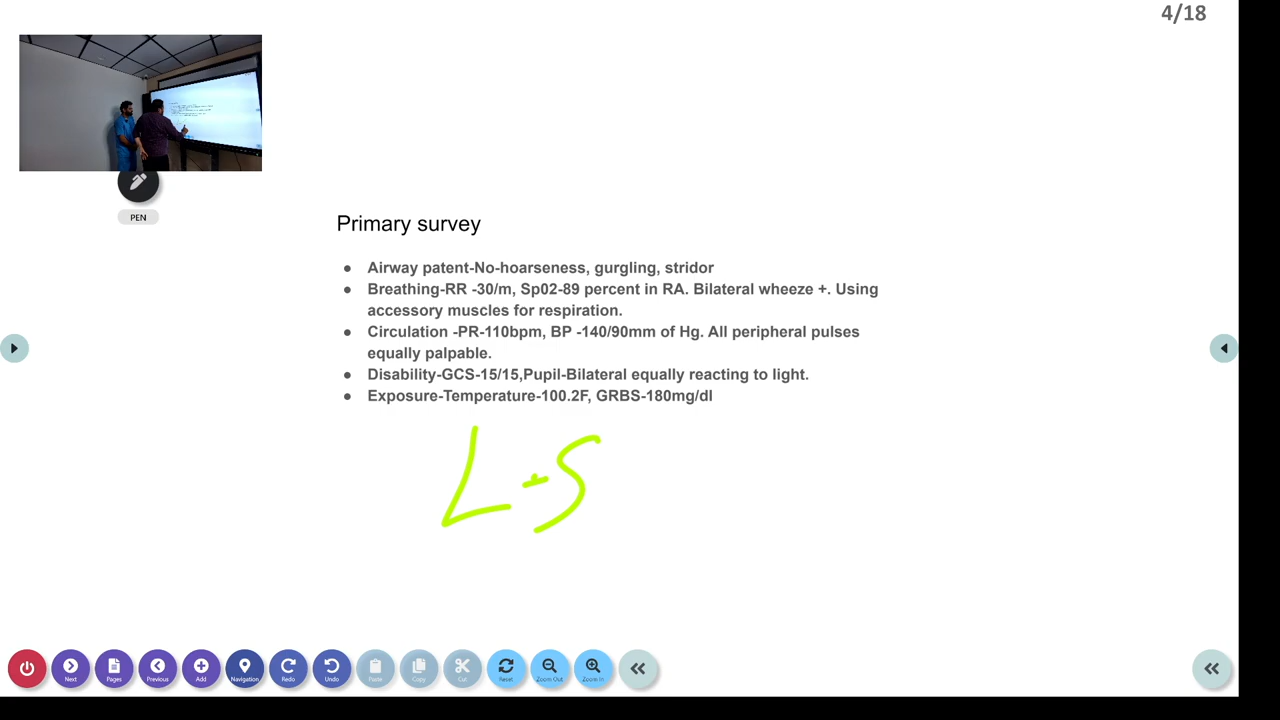 4/18
PEN
Primary survey
● Airway patent-No-hoarseness, gurgling, stridor
● Breathing-RR -30/m, Sp02-89 percent in RA. Bilateral wheeze +. Using
accessory muscles for respiration.
● Circulation -PR-110bpm, BP -140/90mm of Hg. All peripheral pulses
equally palpable.
● Disability-GCS-15/15,Pupil-Bilateral equally reacting to light.
● Exposure-Temperature-100.2F, GRBS-180mg/dl
L+S
Next Pages Previous Add Navigation Redo Undo Paste Copy Cut Reset Zoom Out Zoom In